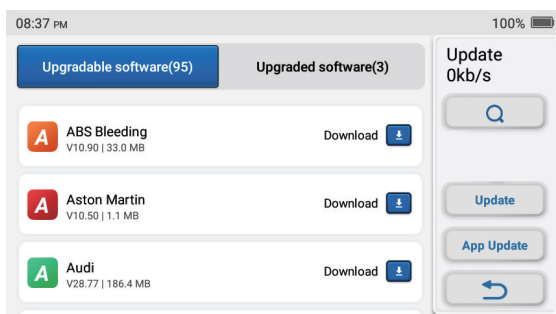 08:37 PM
100%
Upgradable software(95)
Upgraded software(3)
Update
0kb/s
A
ABS Bleeding
V10.90 | 33.0 MB
Download
A
Aston Martin
V10.50 | 1.1 MB
Download
Update
A
Audi
V28.77 | 186.4 MB
Download
App Update